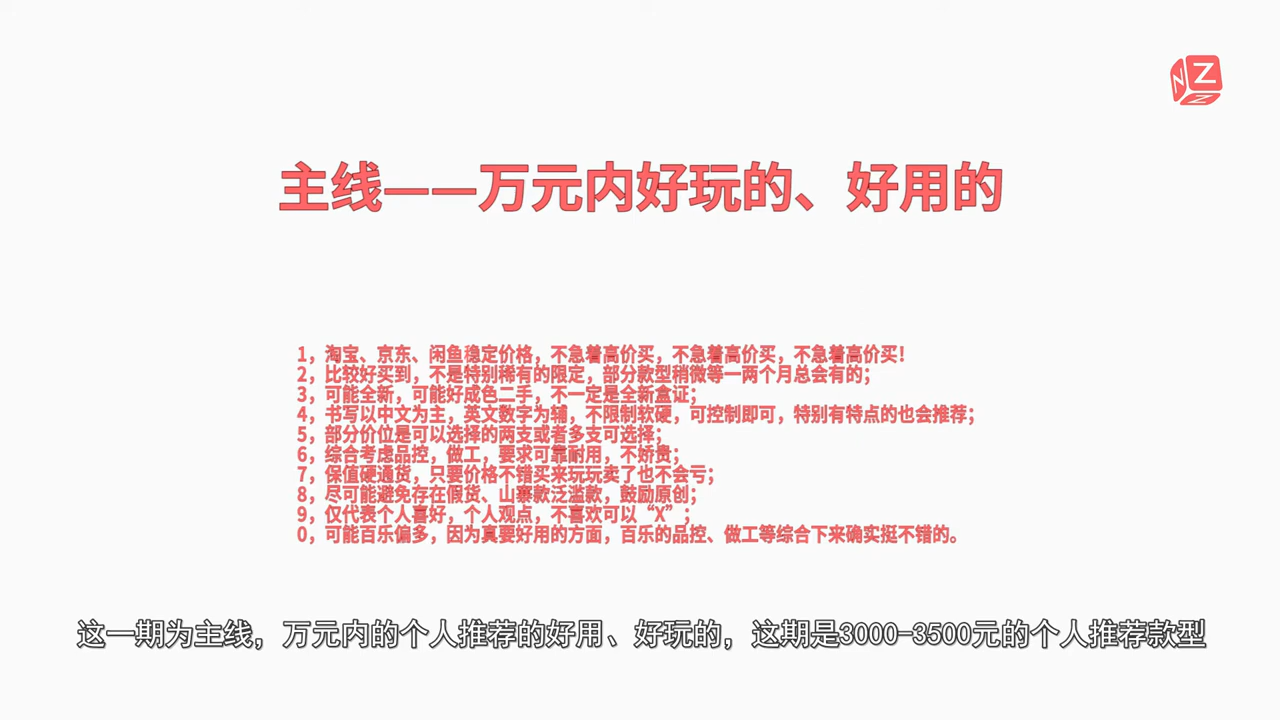 NZZ
主线——万元内好玩的、好用的
1，淘宝、京东、闲鱼稳定价格，不急着高价买，不急着高价买，不急着高价买！
2，比较好买到，不是特别稀有的限定，部分款型稍微等一两个月总会有的；
3，可能全新，可能好成色二手，不一定是全新盒证；
4，书写以中文为主，英文数字为辅，不限制软硬，可控制即可，特别有特点的也会推荐；
5，部分价位是可以选择的两支或者多支可选择；
6，综合考虑品控，做工，要求可靠耐用，不娇贵；
7，保值硬通货，只要价格不错买来玩玩卖了也不会亏；
8，尽可能避免存在假货、山寨款泛滥款，鼓励原创；
9，仅代表个人喜好，个人观点，不喜欢可以“X”；
0，可能百乐偏多，因为真要好用的方面，百乐的品控、做工等综合下来确实挺不错的。
这一期为主线，万元内的个人推荐的好用、好玩的，这期是3000-3500元的个人推荐款型